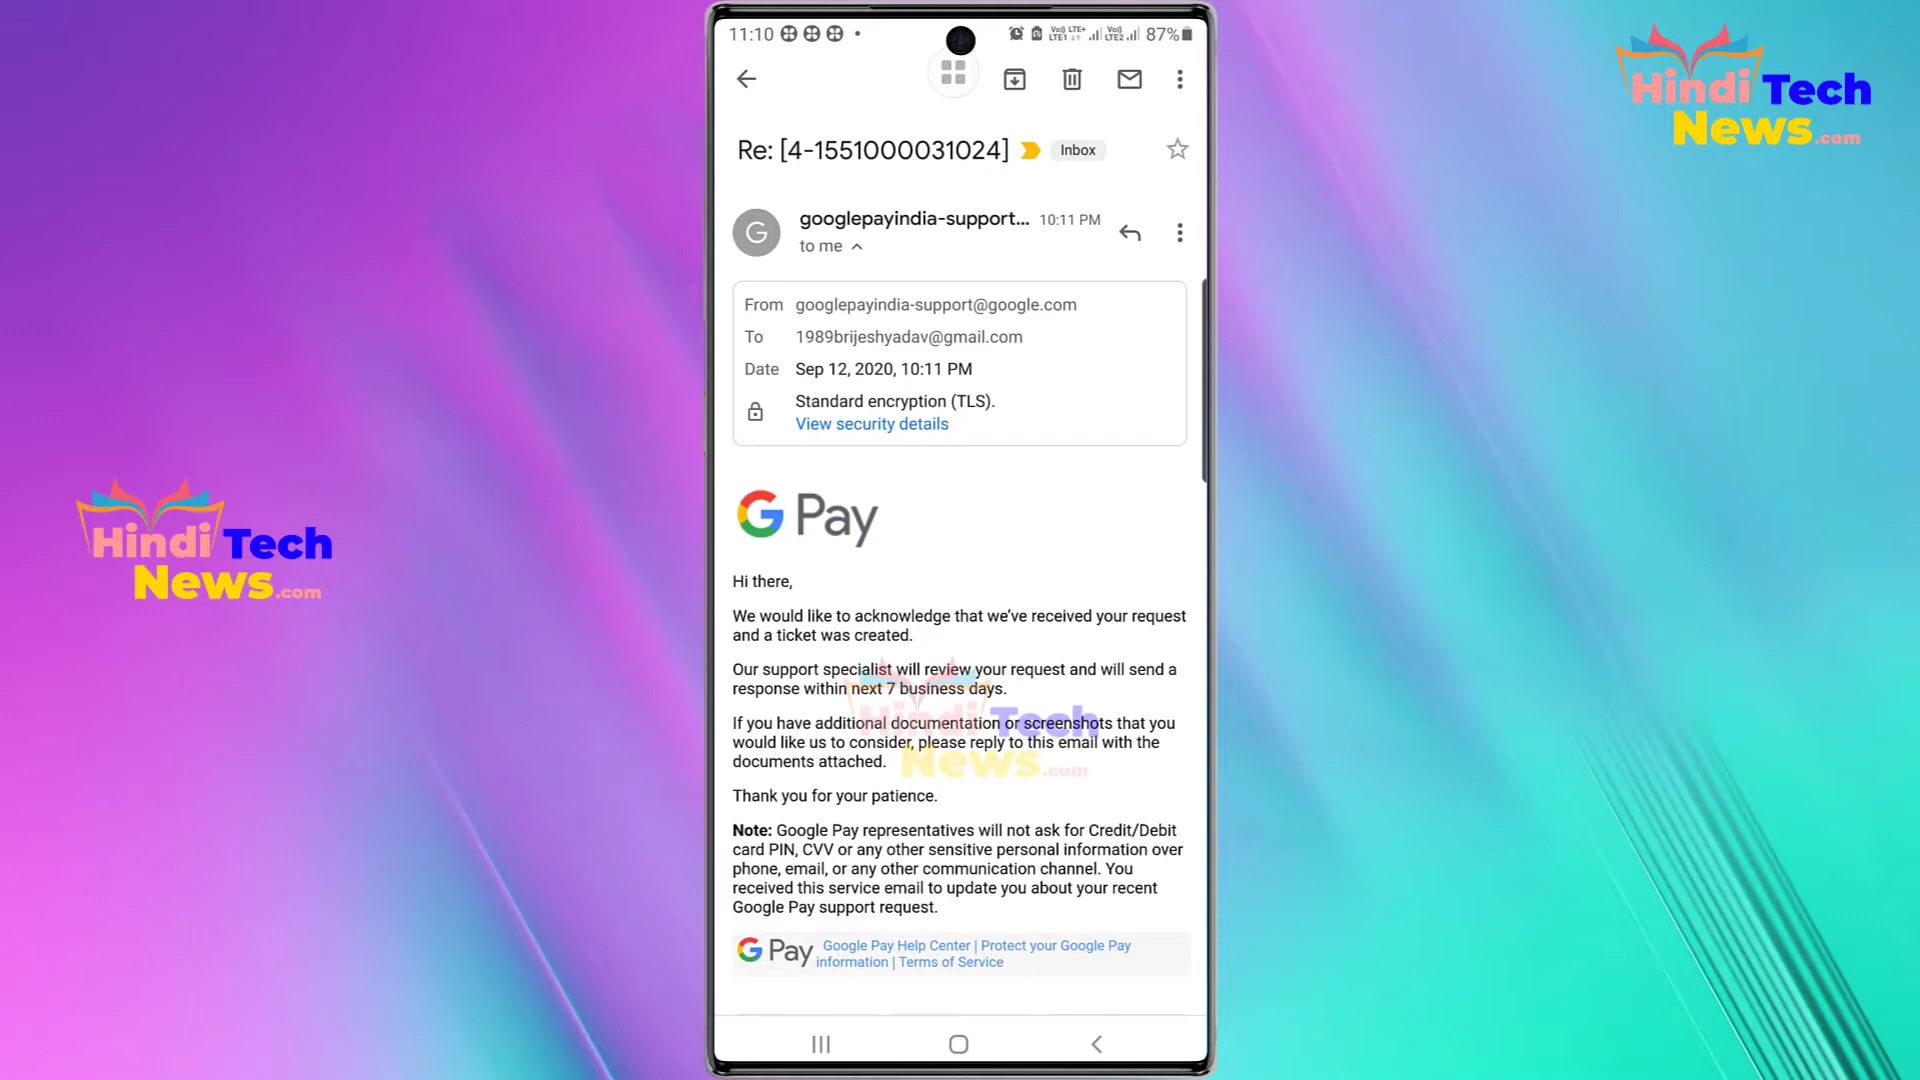 11:10
Vo) LTE+
LTE1
Vo)
LTE2
87%
Hindi Tech
News.com
Re: [4-1551000031024]
Inbox
G
googlepayindia-support...
10:11 PM
to me
From googlepayindia-support@google.com
To 1989brijeshyadav@gmail.com
Date Sep 12, 2020, 10:11 PM
Standard encryption (TLS).
View security details
G Pay
Hindi Tech
News.com
Hi there,
We would like to acknowledge that we've received your request
and a ticket was created.
Our support specialist will review your request and will send a
response within next 7 business days.
If you have additional documentation or screenshots that you
would like us to consider, please reply to this email with the
documents attached.
Hindi Tech
News.com
Thank you for your patience.
Note: Google Pay representatives will not ask for Credit/Debit
card PIN, CVV or any other sensitive personal information over
phone, email, or any other communication channel. You
received this service email to update you about your recent
Google Pay support request.
G Pay
Google Pay Help Center | Protect your Google Pay
information | Terms of Service